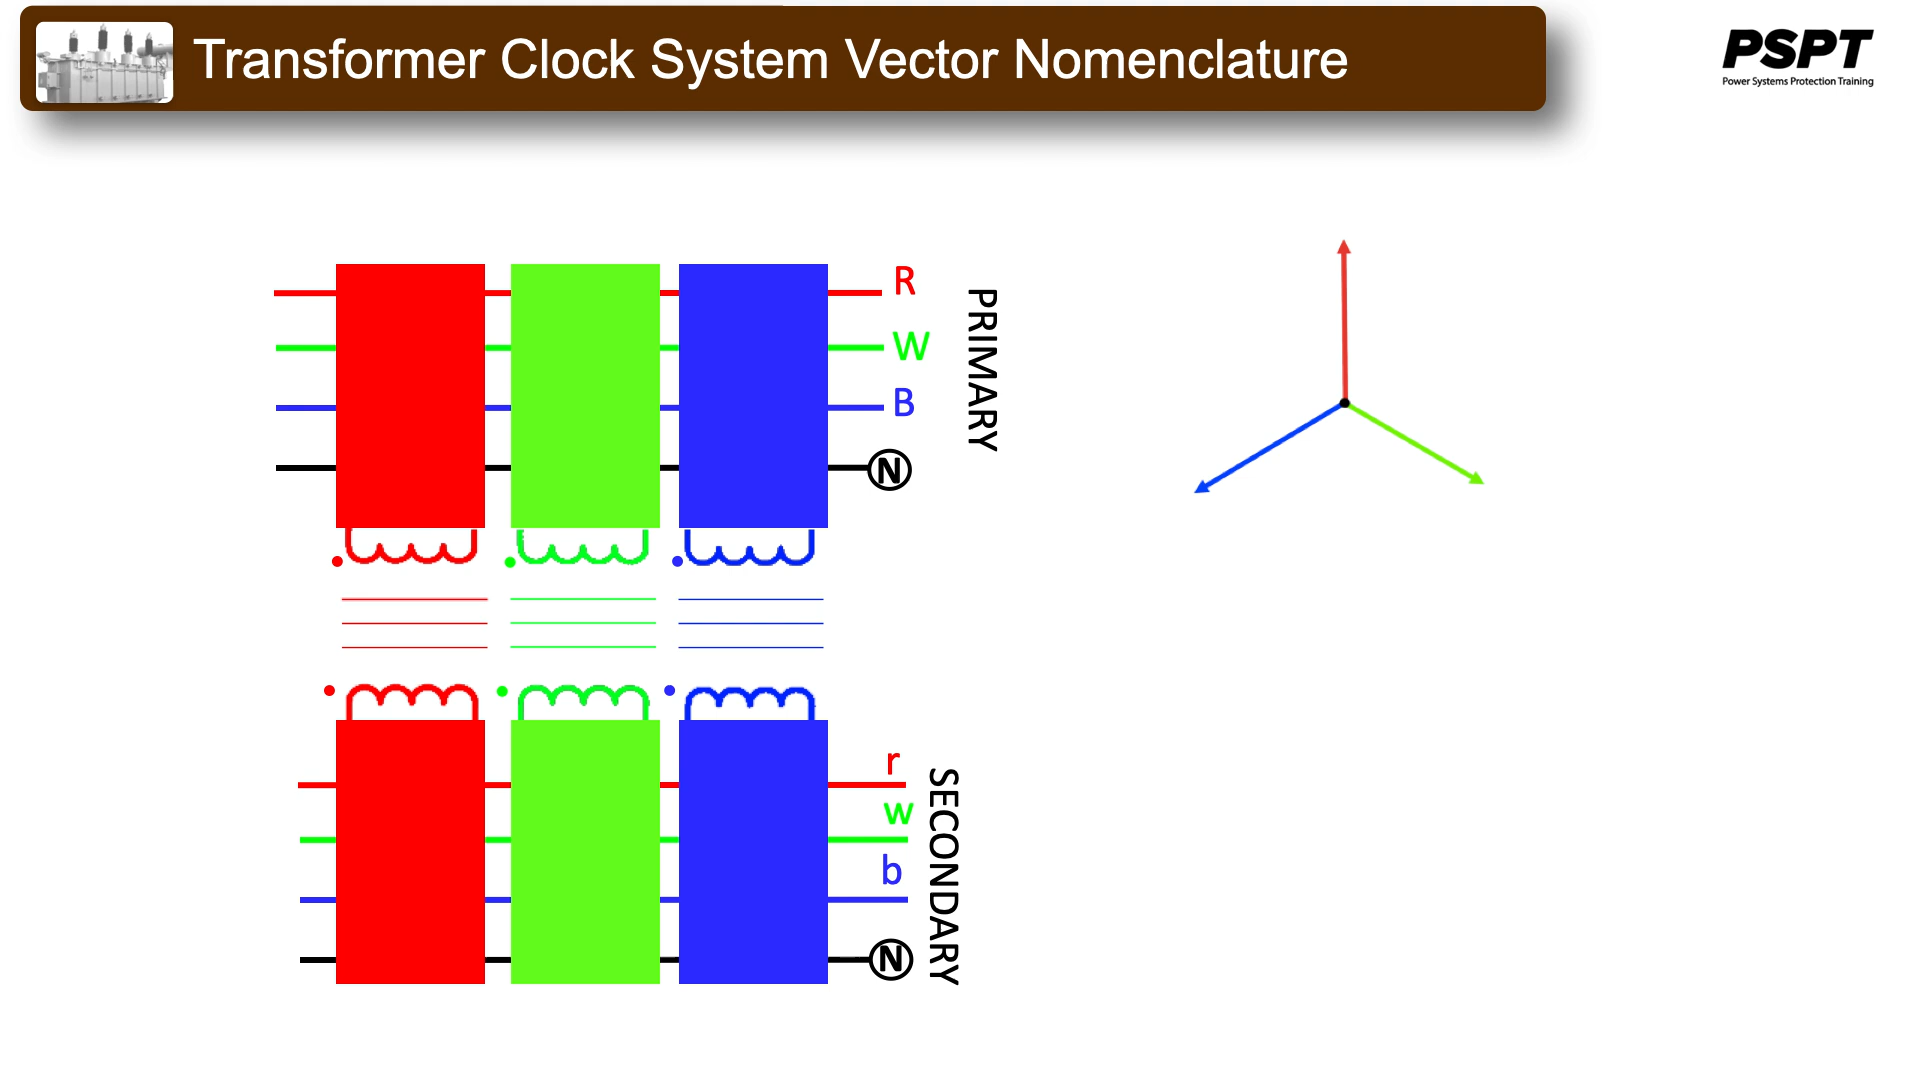 Transformer Clock System Vector Nomenclature
PSPT
Power Systems Protection Training
R
W
B
N
PRIMARY
r
w
b
N
SECONDARY